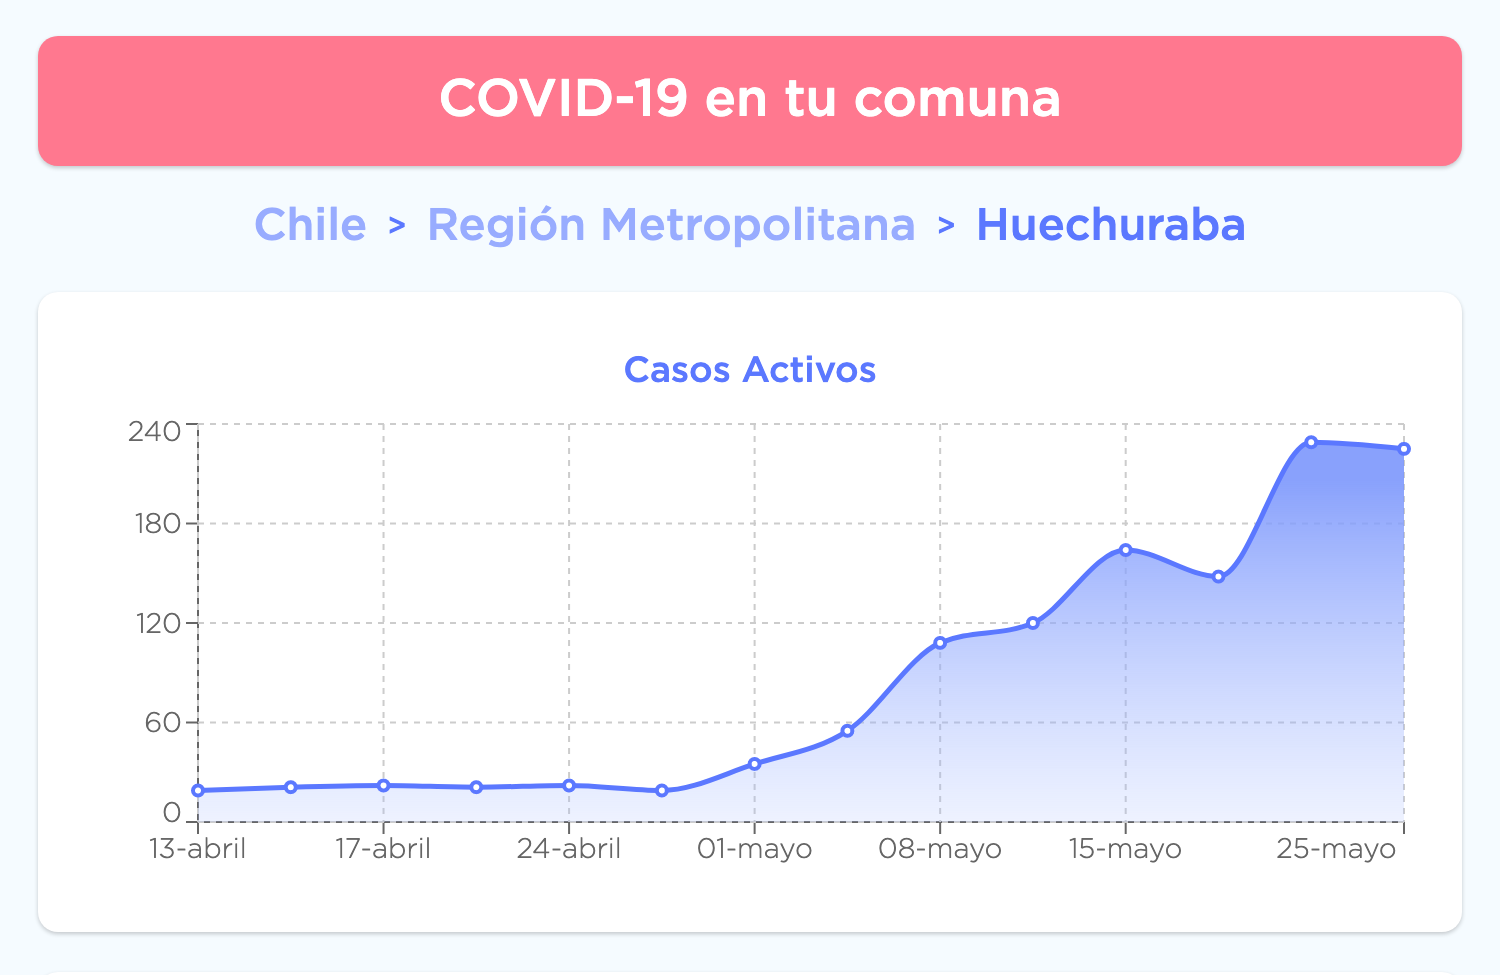 COVID-19 en tu comuna
Chile > Región Metropolitana > Huechuraba
Casos Activos
240
180
120
60
0
13-abril 17-abril 24-abril 01-mayo 08-mayo 15-mayo 25-mayo